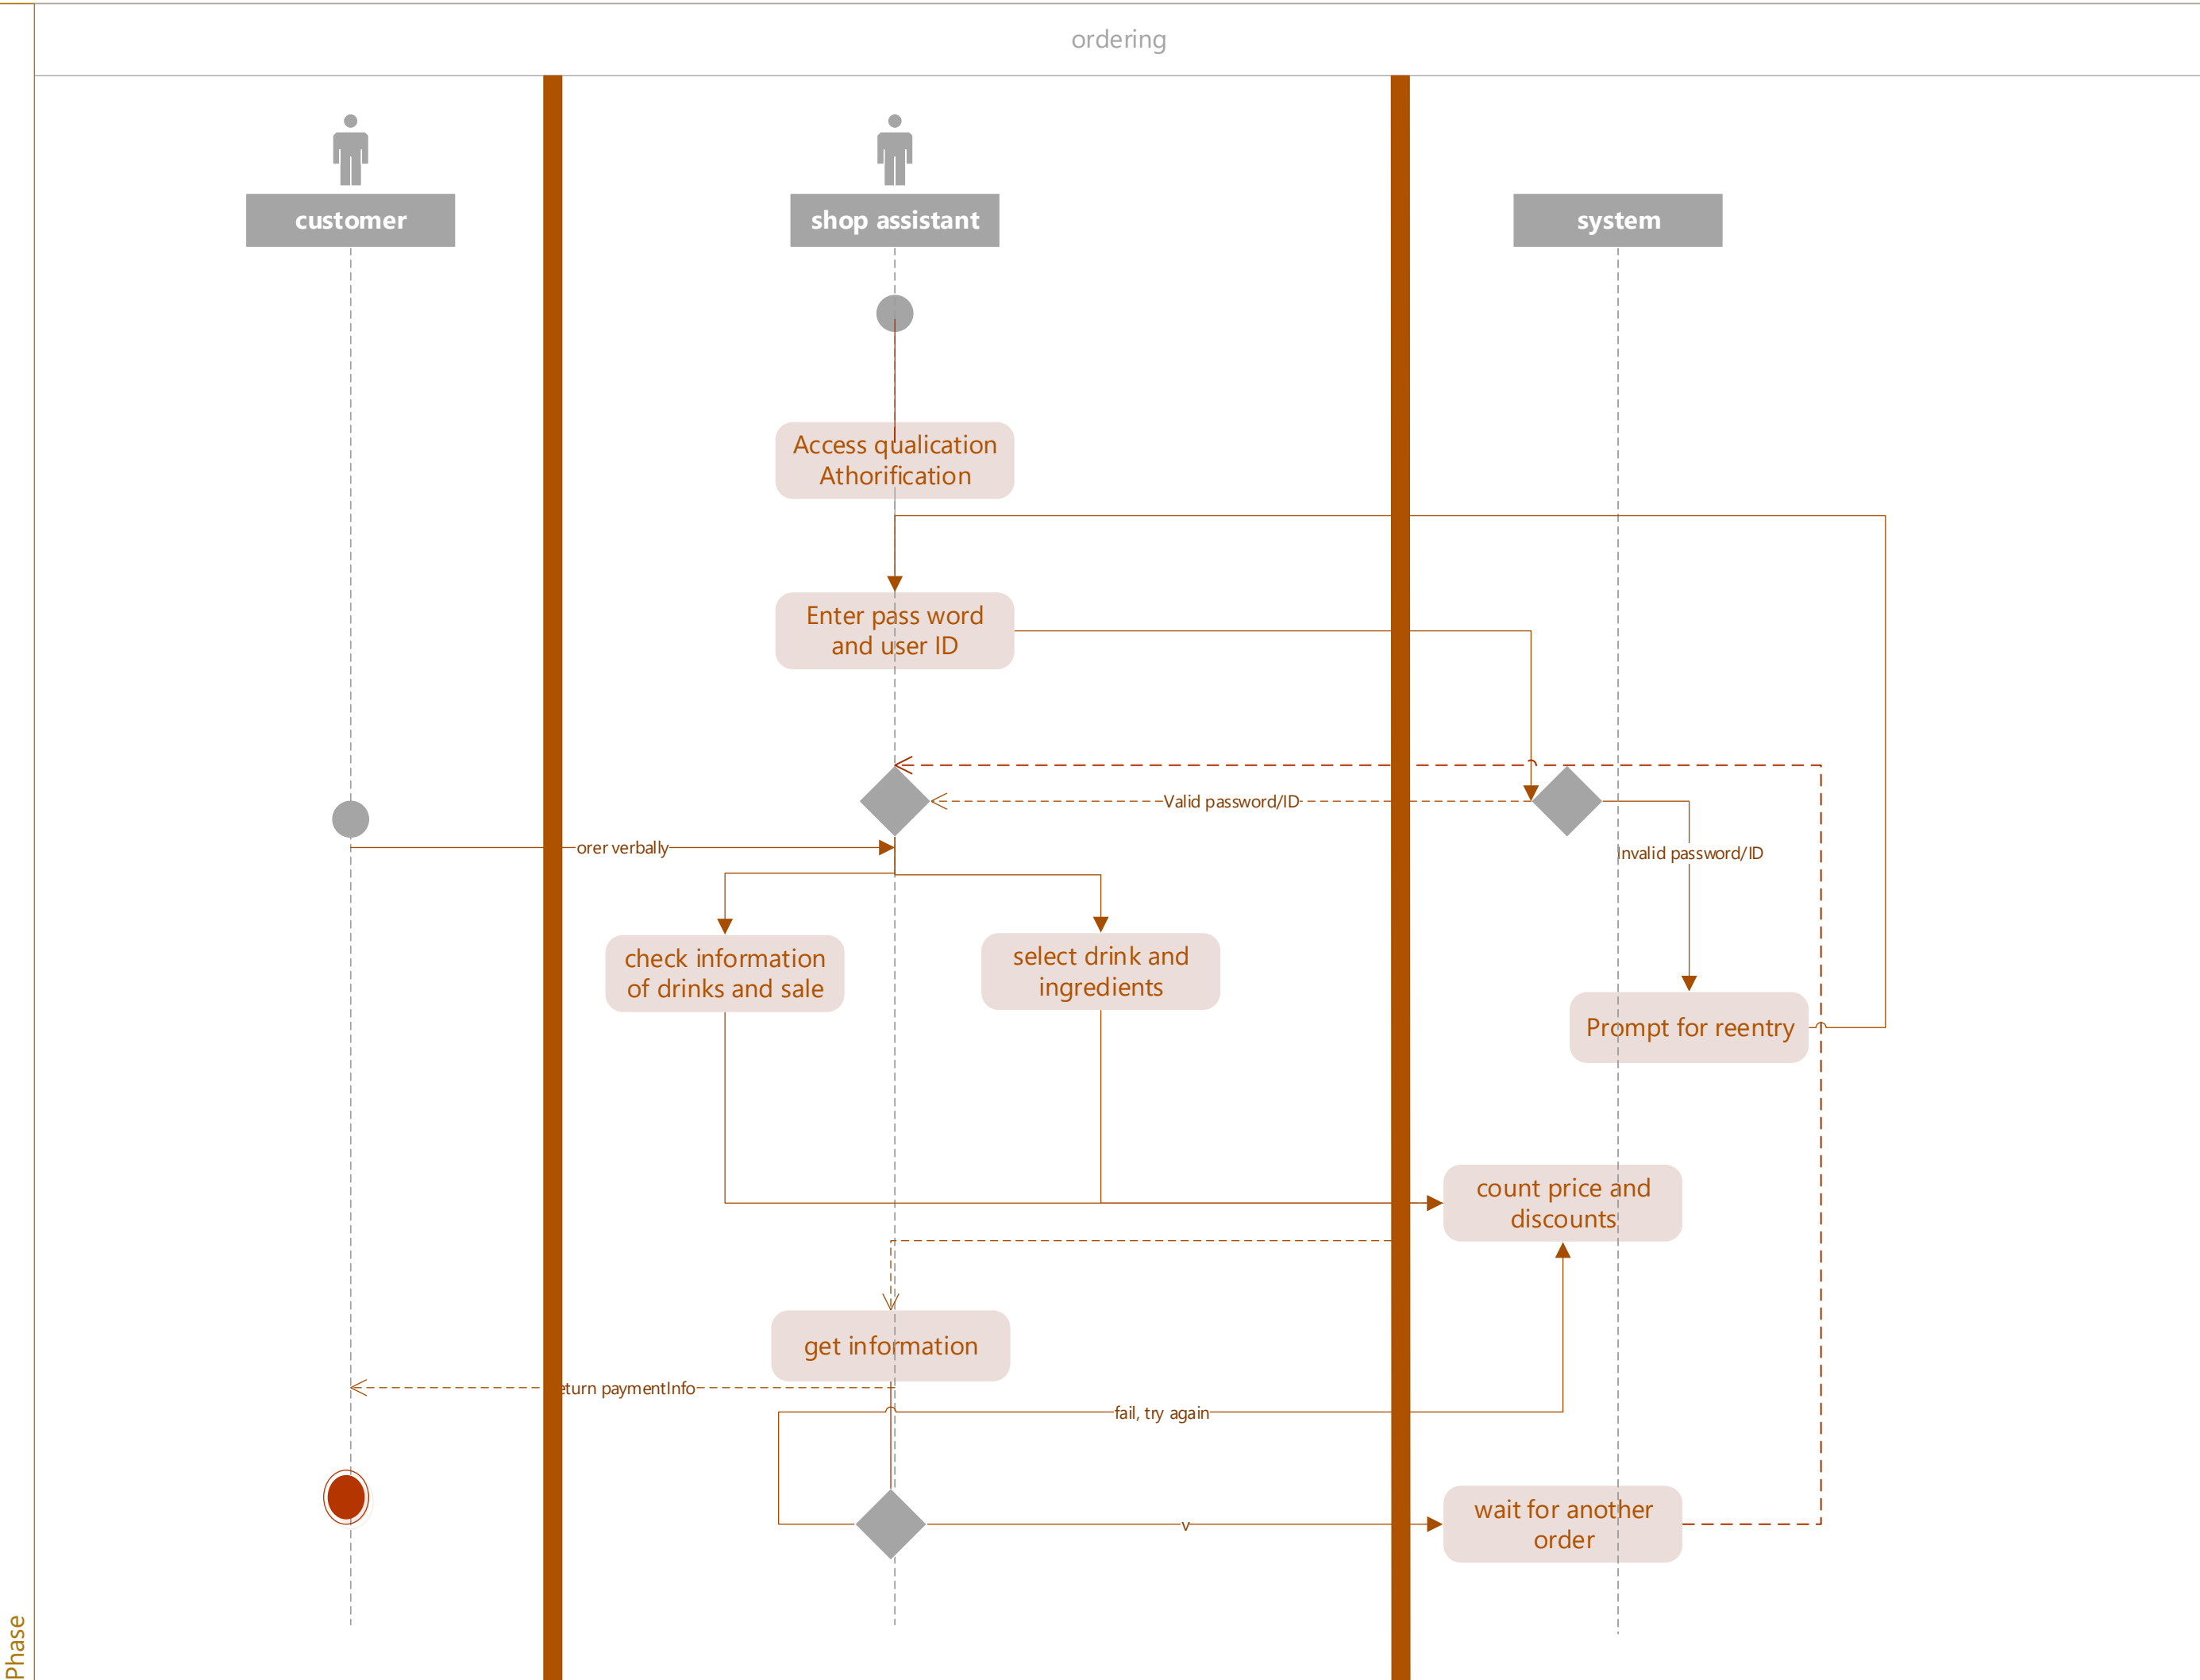 ordering
customer
shop assistant
system
Access qualication
Athorification
Enter pass word
and user ID
Valid password/ID
orer verbally
Invalid password/ID
check information
of drinks and sale
select drink and
ingredients
Prompt for reentry
count price and
discounts
get information
eturn paymentInfo
fail, try again
wait for another
order
v
Phase